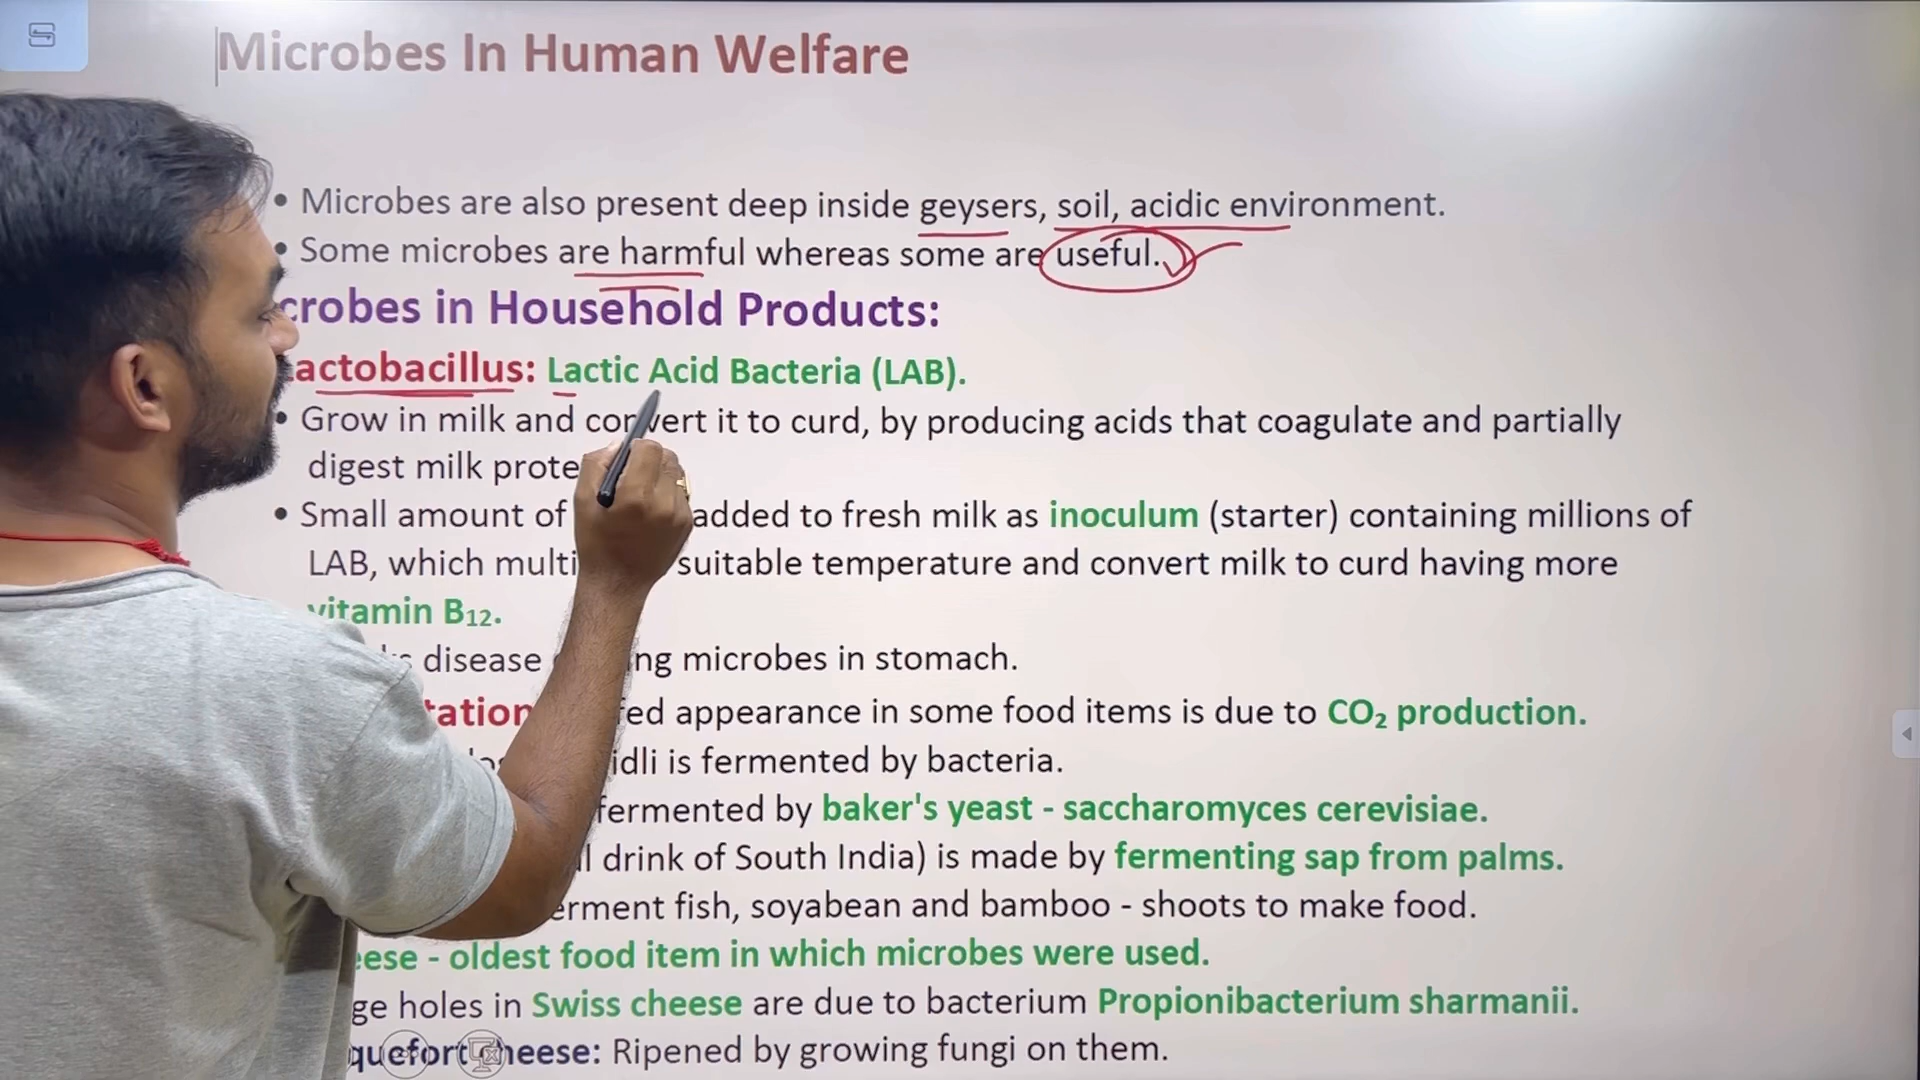 Microbes In Human Welfare
• Microbes are also present deep inside geysers, soil, acidic environment.
• Some microbes are harmful whereas some are useful.
crobes in Household Products:
actobacillus: Lactic Acid Bacteria (LAB).
• Grow in milk and convert it to curd, by producing acids that coagulate and partially
digest milk prote
• Small amount of added to fresh milk as inoculum (starter) containing millions of
LAB, which multi suitable temperature and convert milk to curd having more
vitamin B₁₂.
disease ng microbes in stomach.
tation fed appearance in some food items is due to CO₂ production.
idli is fermented by bacteria.
fermented by baker's yeast - saccharomyces cerevisiae.
l drink of South India) is made by fermenting sap from palms.
erment fish, soyabean and bamboo - shoots to make food.
eese - oldest food item in which microbes were used.
ge holes in Swiss cheese are due to bacterium Propionibacterium sharmanii.
quefort heese: Ripened by growing fungi on them.